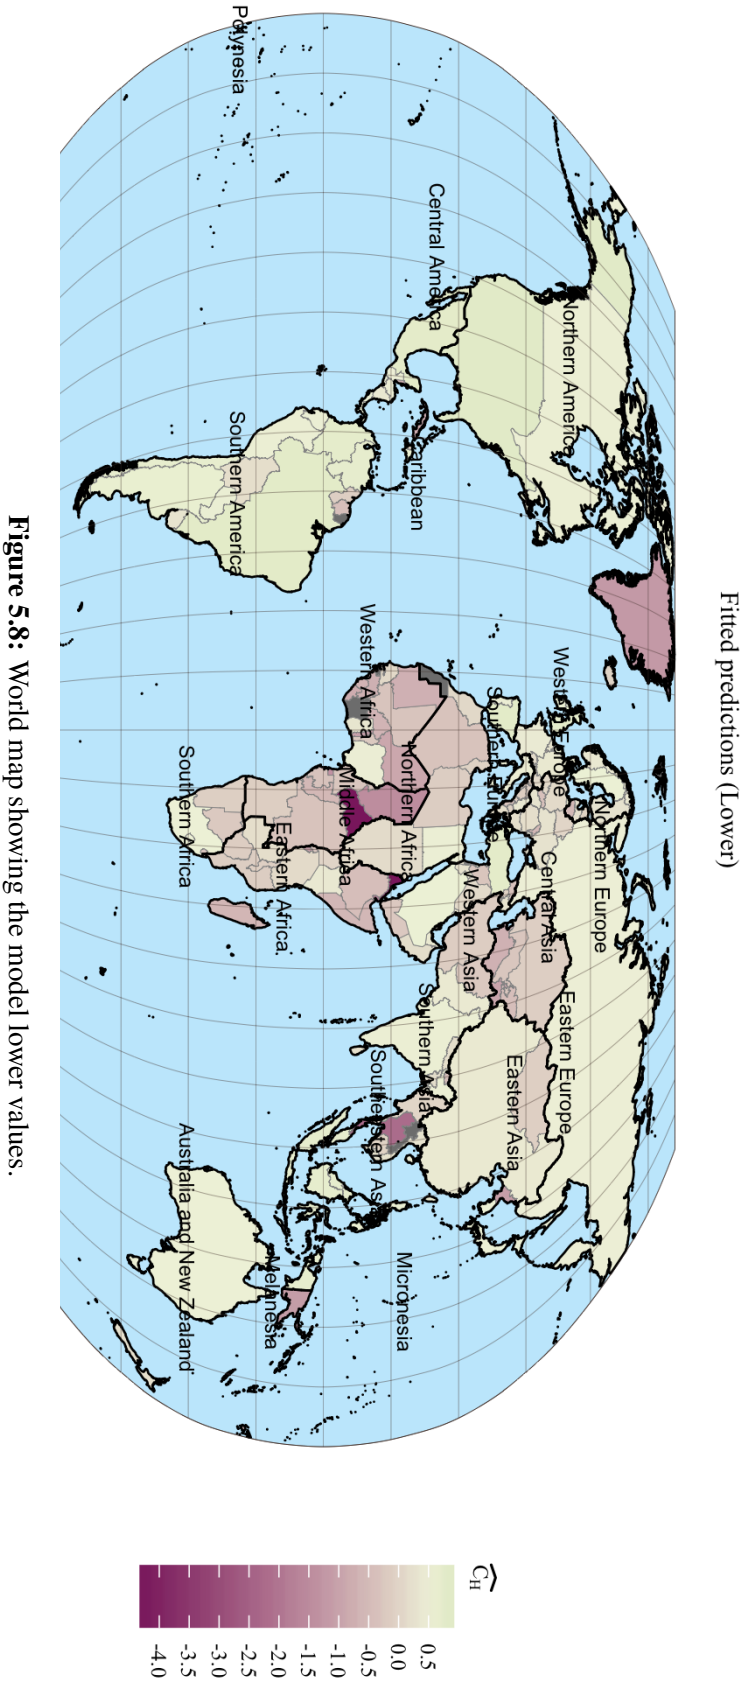 Fitted predictions (Lower)
Northern America
Central America
Caribbean
Polynesia
Southern America
Western Europe
Northern Europe
Eastern Europe
Southern Europe
Central Asia
Eastern Asia
Western Asia
Southern Asia
Southeastern Asia
Northern Africa
Western Africa
Middle Africa
Eastern Africa
Southern Africa
Micronesia
Melanesia
Australia and New Zealand
Ĉ_H
0.5
0.0
-0.5
-1.0
-1.5
-2.0
-2.5
-3.0
-3.5
-4.0
Figure 5.8: World map showing the model lower values.